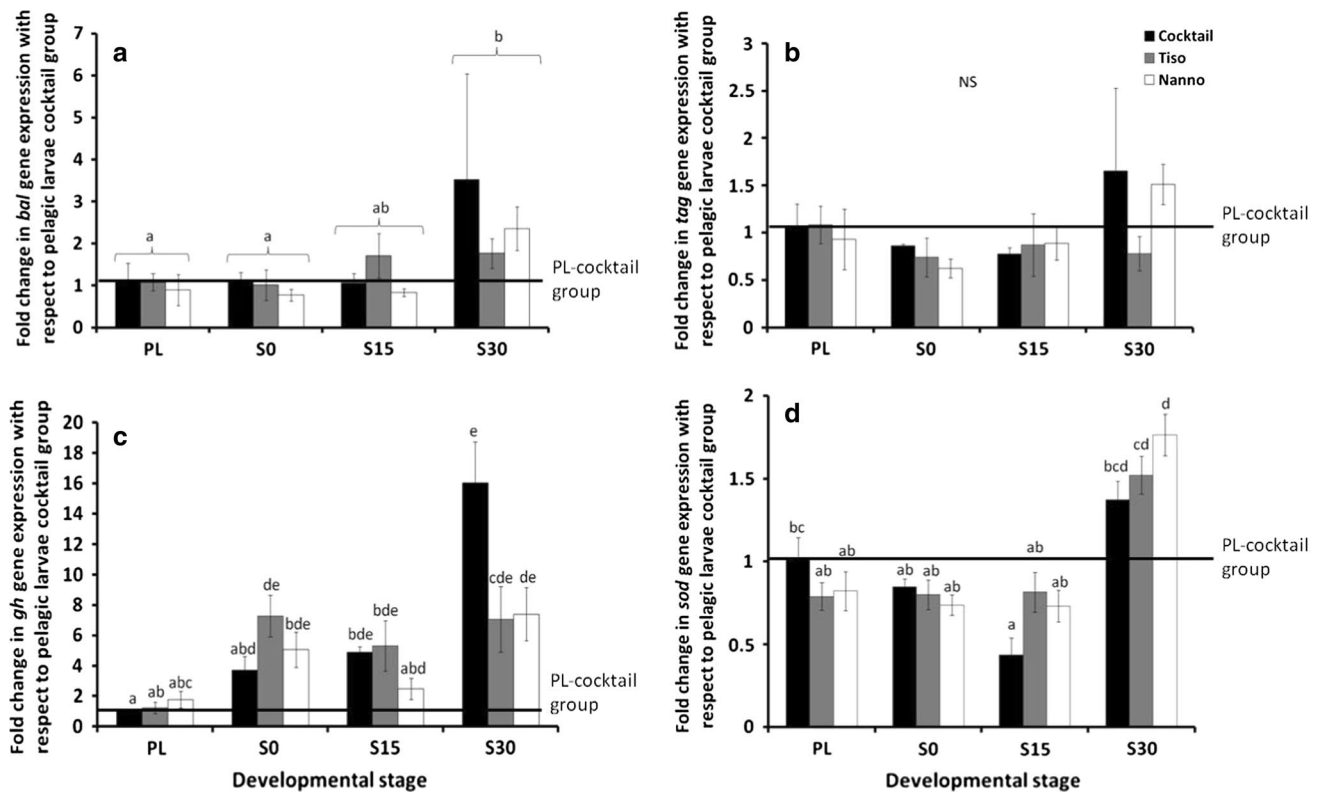 a
Fold change in bal gene expression with
respect to pelagic larvae cocktail group
7
6
5
4
3
2
1
0
a
a
ab
b
PL-cocktail
group
PL
S0
S15
S30
b
Fold change in tag gene expression with
respect to pelagic larvae cocktail group
3
2.5
2
1.5
1
0.5
0
NS
Cocktail
Tiso
Nanno
PL-cocktail
group
PL
S0
S15
S30
c
Fold change in gh gene expression with
respect to pelagic larvae cocktail group
20
18
16
14
12
10
8
6
4
2
0
a
ab
abc
abd
de
bde
bde
bde
abd
e
cde
de
PL-cocktail
group
PL
S0
S15
S30
Developmental stage
d
Fold change in sod gene expression with
respect to pelagic larvae cocktail group
2
1.5
1
0.5
0
bc
ab
ab
ab
ab
ab
a
ab
ab
bcd
cd
d
PL-cocktail
group
PL
S0
S15
S30
Developmental stage